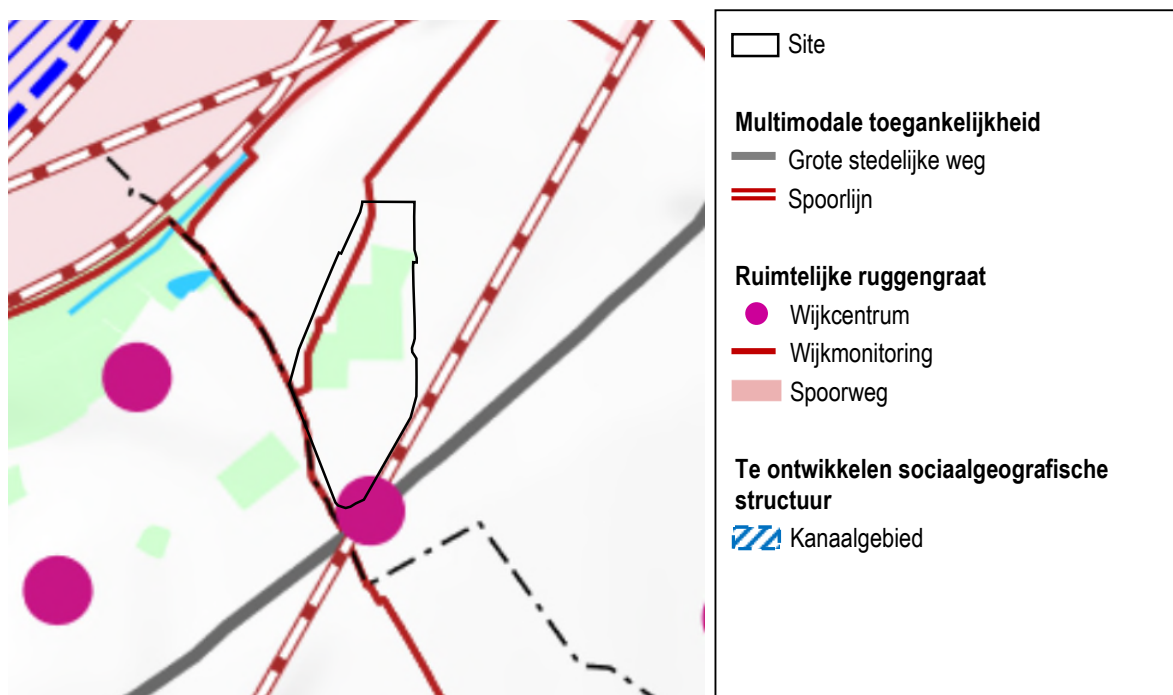 Site
Multimodale toegankelijkheid
Grote stedelijke weg
Spoorlijn
Ruimtelijke ruggengraat
Wijkcentrum
Wijkmonitoring
Spoorweg
Te ontwikkelen sociaalgeografische
structuur
Kanaalgebied